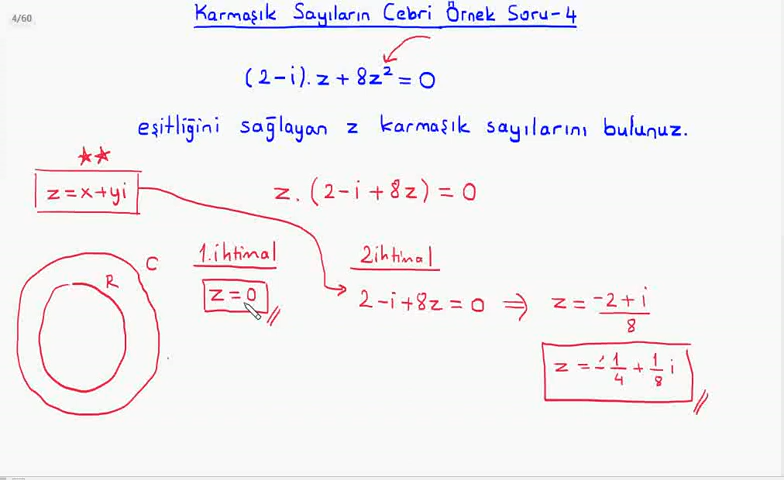 4/60
Karmaşık Sayıların Cebri Örnek Soru-4
(2-i).z+8z²=0
eşitliğini sağlayan z karmaşık sayılarını bulunuz.
z=x+yi
z.(2-i+8z)=0
C
R
1.ihtimal
z=0
2ihtimal
2-i+8z=0 ⇒ z=-2+i/8
z=-1/4+1/8i